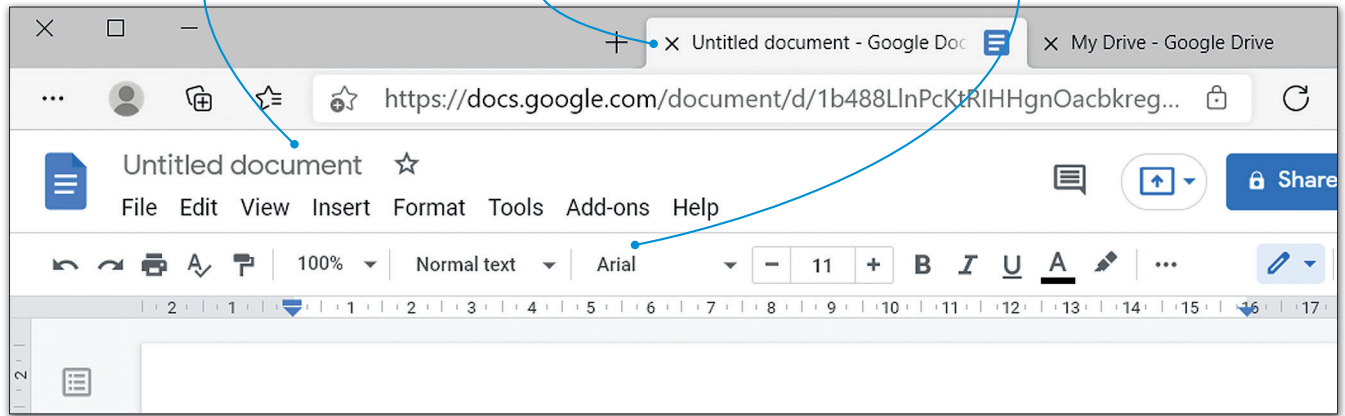 Untitled document - Google Doc
My Drive - Google Drive
https://docs.google.com/document/d/1b488LlnPcKtRIHHgnOacbkreg...
Untitled document
Share
File Edit View Insert Format Tools Add-ons Help
100% Normal text Arial 11 B I U A
2 1 1 2 3 4 5 6 7 8 9 10 11 12 13 14 15 16 17
2